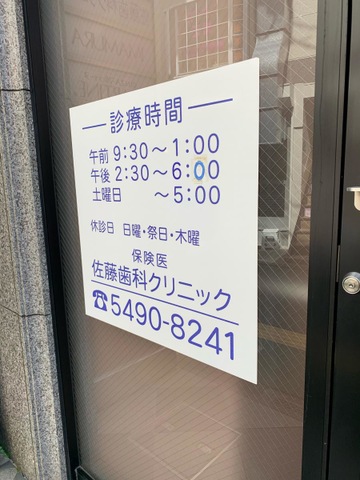 診療時間
午前 9:30～1:00
午後 2:30～6:00
土曜日 ～5:00
休診日 日曜・祭日・木曜
保険医
佐藤歯科クリニック
☎5490-8241